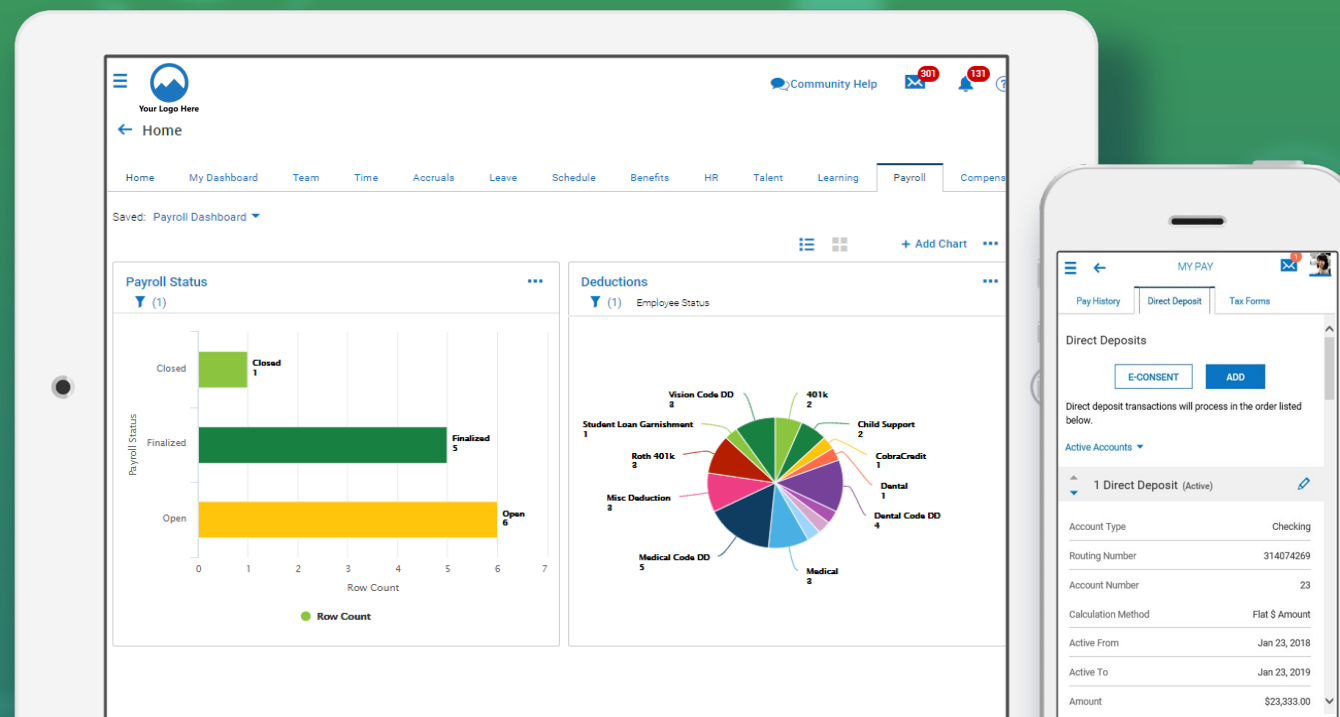 Community Help
301
131
?
Your Logo Here
Home
Home
My Dashboard
Team
Time
Accruals
Leave
Schedule
Benefits
HR
Talent
Learning
Payroll
Compens
Saved: Payroll Dashboard
+ Add Chart
Payroll Status
(1)
Payroll Status
Closed
Finalized
Open
Closed
1
Finalized
5
Open
6
0 1 2 3 4 5 6 7
Row Count
Row Count
Deductions
(1) Employee Status
Vision Code DD
3
401k
2
Student Loan Garnishment
1
Child Support
2
Roth 401k
3
CobraCredit
1
Misc Deduction
3
Dental
1
Dental Code DD
4
Medical Code DD
5
Medical
3
MY PAY
1
Pay History
Direct Deposit
Tax Forms
Direct Deposits
E-CONSENT
ADD
Direct deposit transactions will process in the order listed
below.
Active Accounts
1 Direct Deposit (Active)
Account Type Checking
Routing Number 314074269
Account Number 23
Calculation Method Flat $ Amount
Active From Jan 23, 2018
Active To Jan 23, 2019
Amount $23,333.00